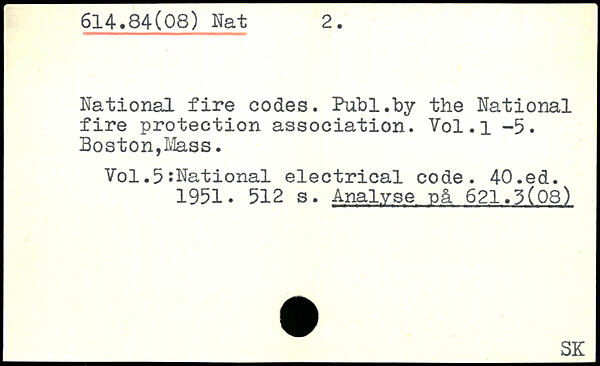 614.84(08) Nat 2.
National fire codes. Publ.by the National
fire protection association. Vol.1 -5.
Boston,Mass.
Vol.5:National electrical code. 40.ed.
1951. 512 s. Analyse på 621.3(08)
SK